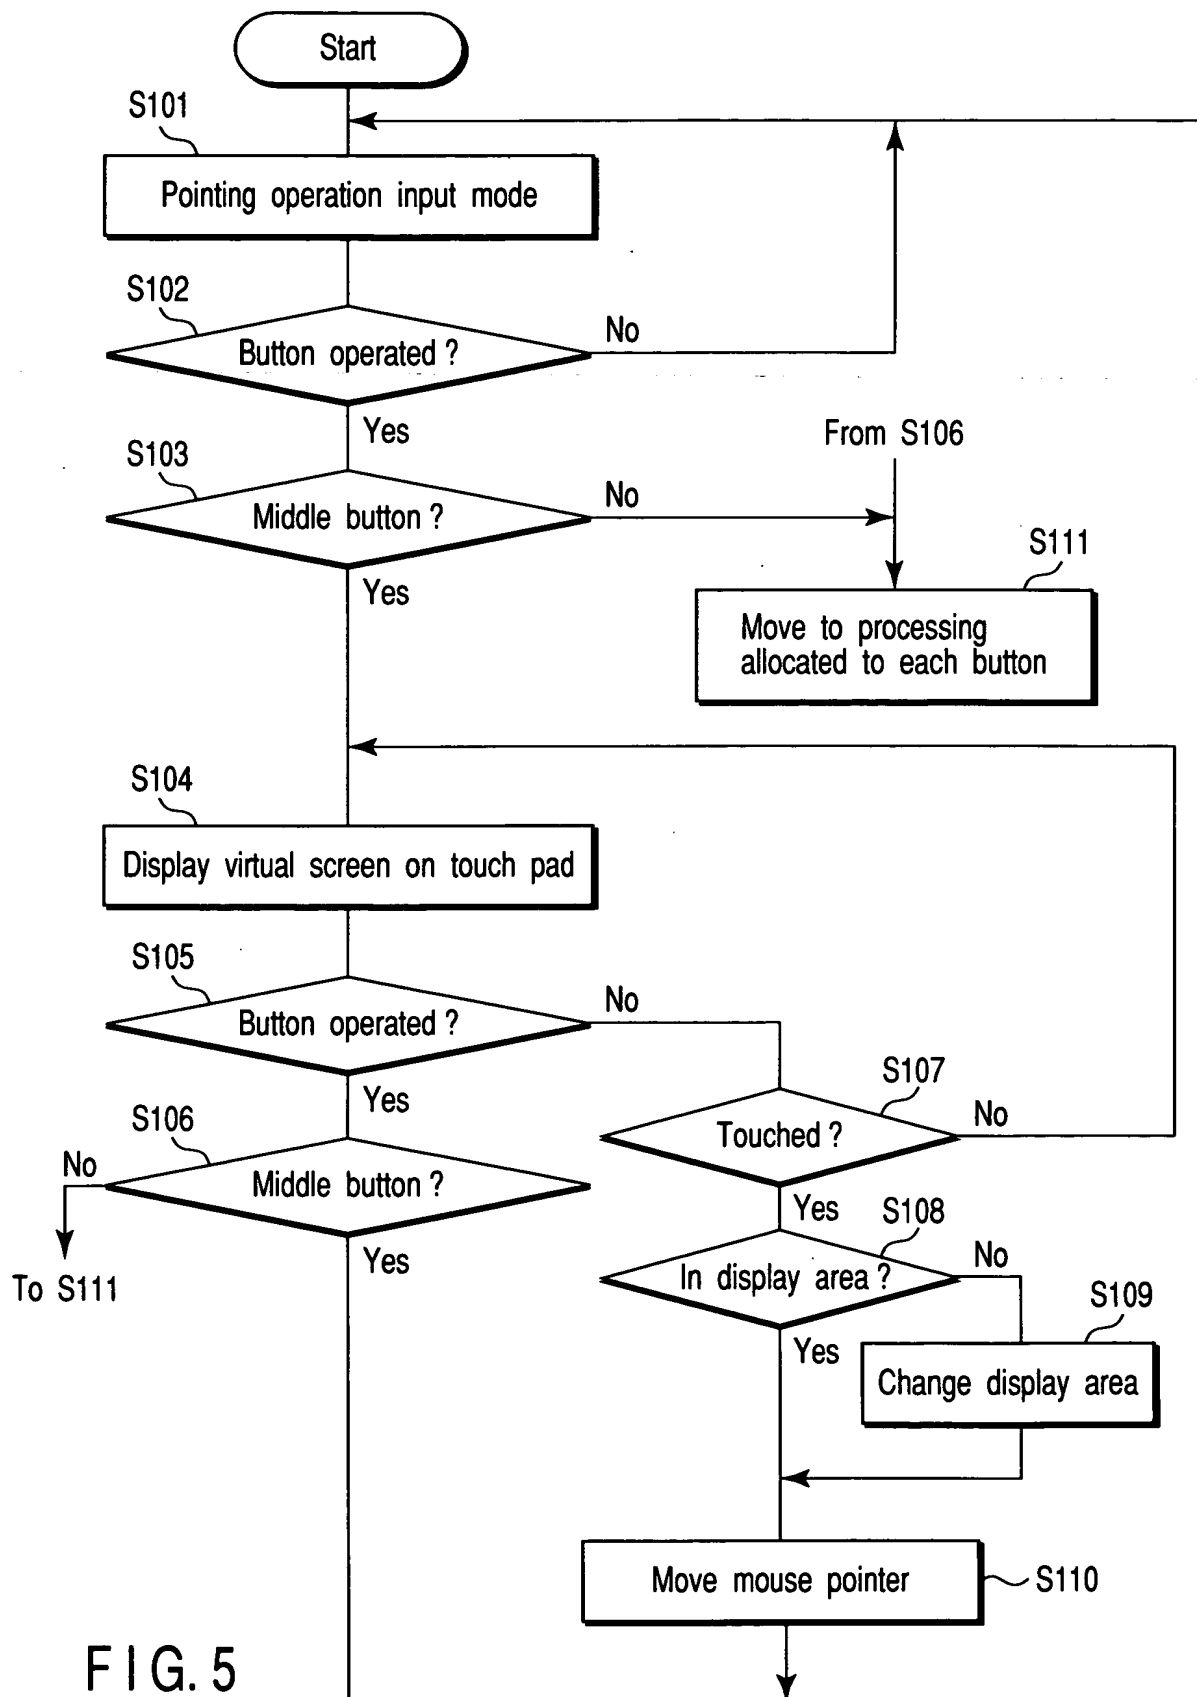 Start
S101
Pointing operation input mode
S102
Button operated ?
No
Yes
From S106
S103
Middle button ?
No
Yes
S111
Move to processing
allocated to each button
S104
Display virtual screen on touch pad
S105
Button operated ?
No
Yes
S107
Touched ?
No
Yes
S106
No
Middle button ?
Yes
To S111
S108
In display area ?
No
Yes
S109
Change display area
Move mouse pointer
S110
FIG. 5